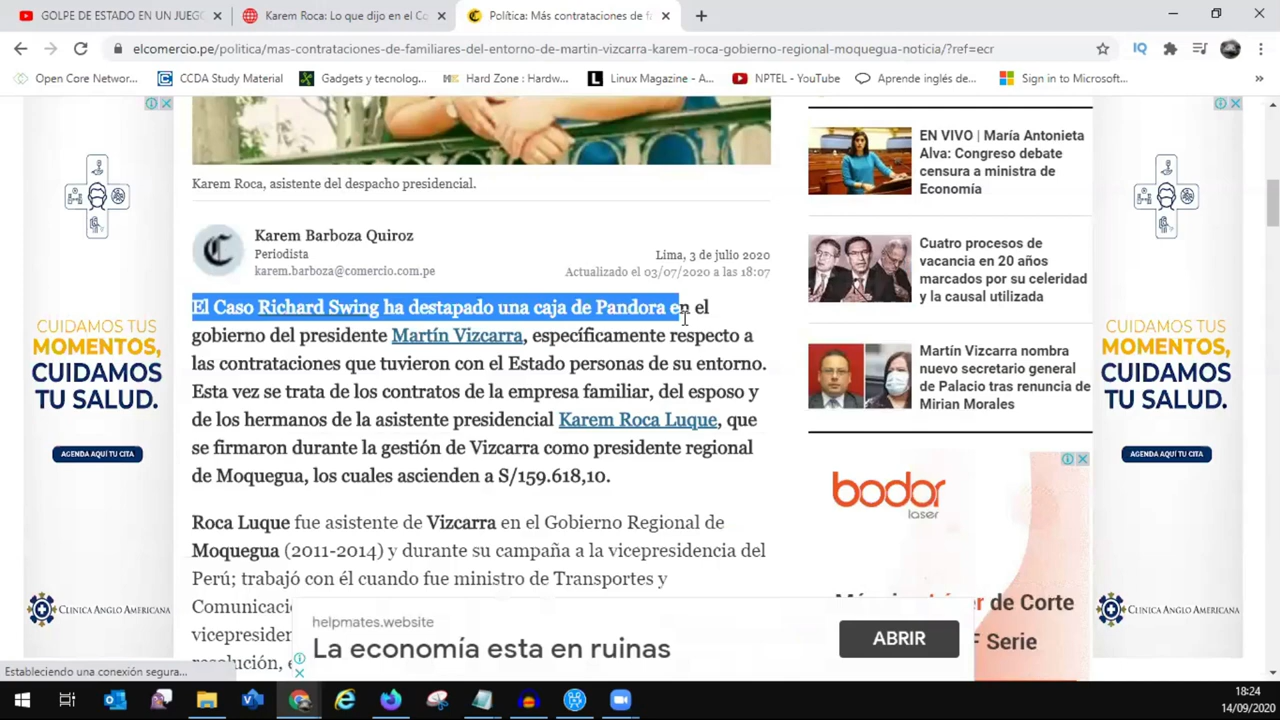 GOLPE DE ESTADO EN UN JUEGO
Karem Roca: Lo que dijo en el Co
Política: Más contrataciones de fa
elcomercio.pe/politica/mas-contrataciones-de-familiares-del-entorno-de-martin-vizcarra-karem-roca-gobierno-regional-moquegua-noticia/?ref=ecr
IQ
Open Core Networ...
CCDA Study Material
Gadgets y tecnolog...
Hard Zone : Hardw...
Linux Magazine - A...
NPTEL - YouTube
Aprende inglés de...
Sign in to Microsoft...
Karem Roca, asistente del despacho presidencial.
Karem Barboza Quiroz
Periodista
karem.barboza@comercio.com.pe
Lima, 3 de julio 2020
Actualizado el 03/07/2020 a las 18:07
El Caso Richard Swing ha destapado una caja de Pandora en el
gobierno del presidente Martín Vizcarra, específicamente respecto a
las contrataciones que tuvieron con el Estado personas de su entorno.
Esta vez se trata de los contratos de la empresa familiar, del esposo y
de los hermanos de la asistente presidencial Karem Roca Luque, que
se firmaron durante la gestión de Vizcarra como presidente regional
de Moquegua, los cuales ascienden a S/159.618,10.
Roca Luque fue asistente de Vizcarra en el Gobierno Regional de
Moquegua (2011-2014) y durante su campaña a la vicepresidencia del
Perú; trabajó con él cuando fue ministro de Transportes y
Comunicacio
vicepresiden
resolución, e
EN VIVO | María Antonieta
Alva: Congreso debate
censura a ministra de
Economía
Cuatro procesos de
vacancia en 20 años
marcados por su celeridad
y la causal utilizada
Martín Vizcarra nombra
nuevo secretario general
de Palacio tras renuncia de
Mirian Morales
bodor
laser
de Corte
F Serie
CUIDAMOS TUS
MOMENTOS,
CUIDAMOS
TU SALUD.
AGENDA AQUÍ TU CITA
CLINICA ANGLO AMERICANA
CUIDAMOS TUS
MOMENTOS,
CUIDAMOS
TU SALUD.
AGENDA AQUÍ TU CITA
CLINICA ANGLO AMERICANA
helpmates.website
La economía esta en ruinas
ABRIR
Estableciendo una conexión segura...
18:24
14/09/2020